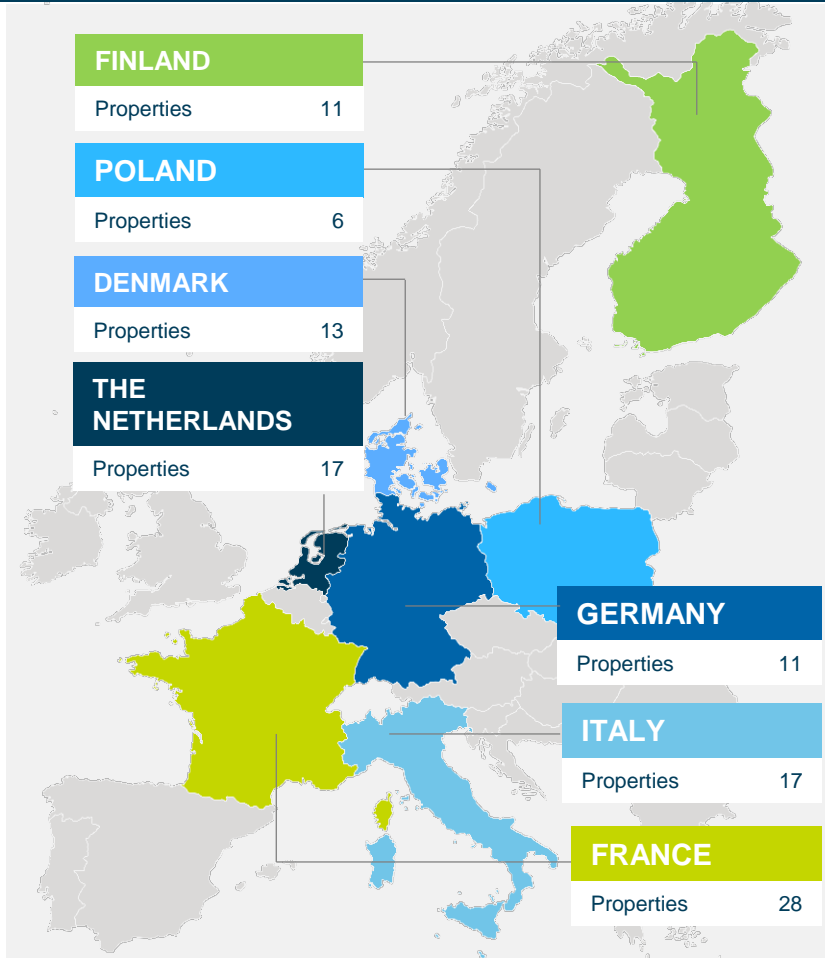 FINLAND
Properties 11
POLAND
Properties 6
DENMARK
Properties 13
THE
NETHERLANDS
Properties 17
GERMANY
Properties 11
ITALY
Properties 17
FRANCE
Properties 28